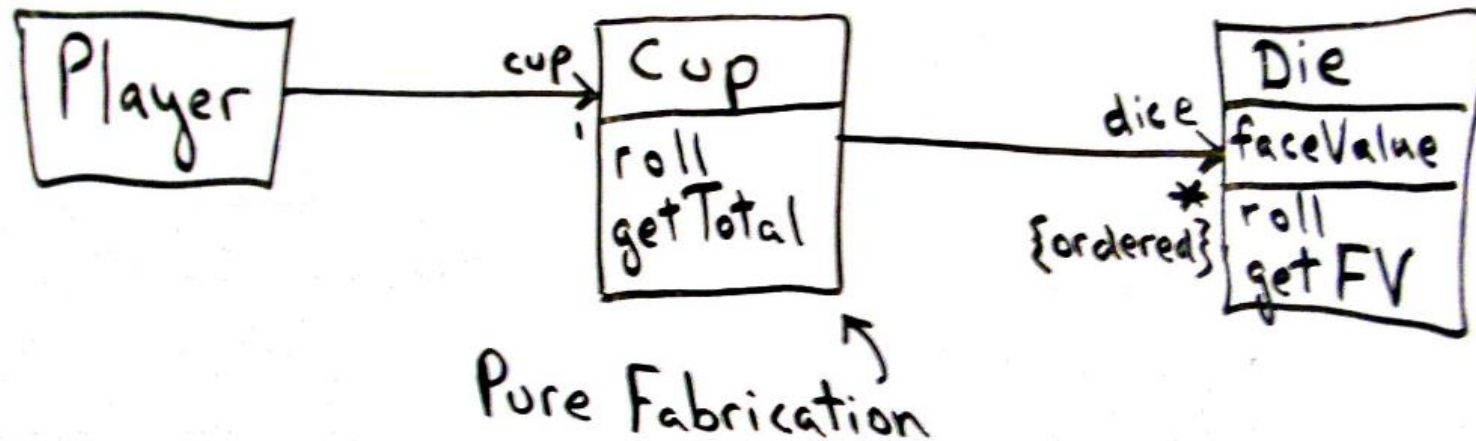 Player
cup
1
Cup
roll
getTotal
dice
*
{ordered}
Die
faceValue
roll
getFV
Pure Fabrication